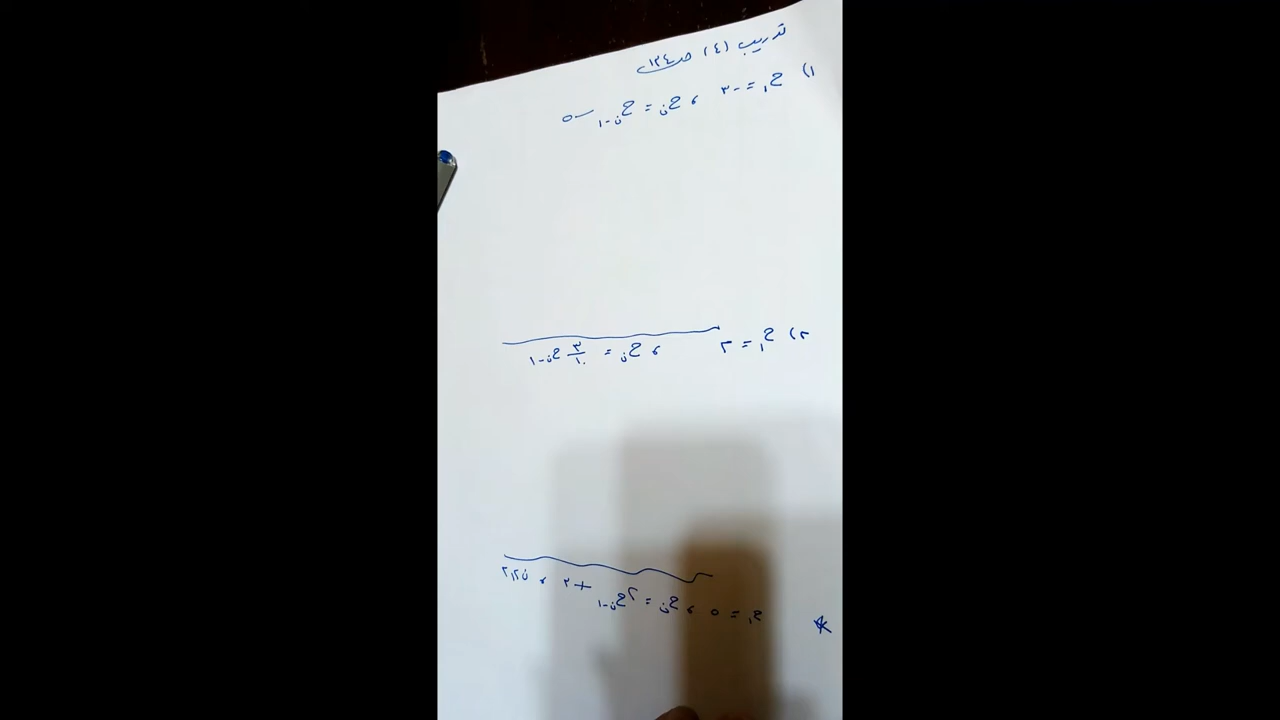 تدريب (٤) ص١٣٤
١) ح١ = -٣ ، حن = حن-١ - ٥
٢) ح١ = ٢ ، حن = ٣/١٠ حن-١
* ح١ = ٥ ، حن = ٢حن-١ + ٣ ، ن≥٢